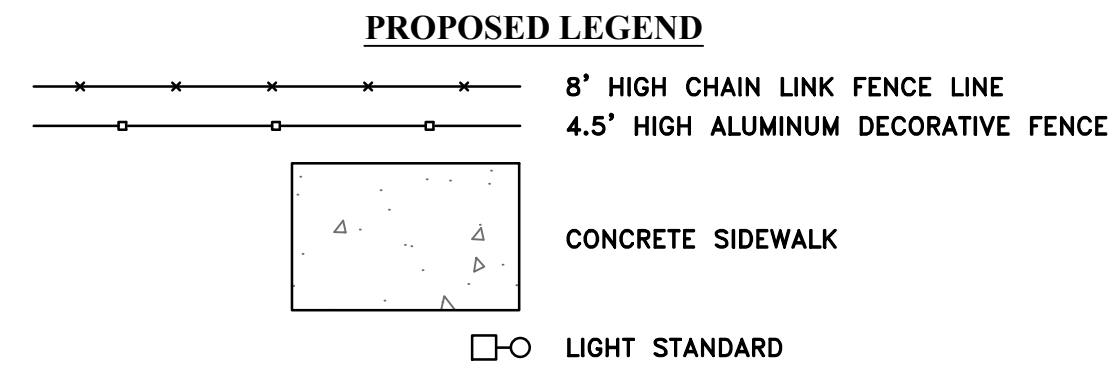 PROPOSED LEGEND
8' HIGH CHAIN LINK FENCE LINE
4.5' HIGH ALUMINUM DECORATIVE FENCE
CONCRETE SIDEWALK
LIGHT STANDARD